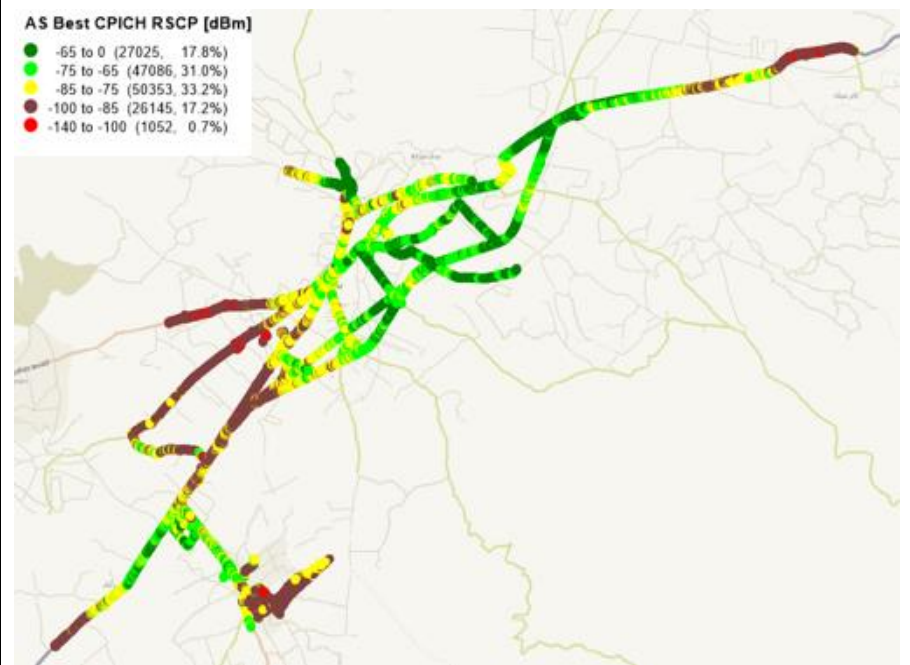 AS Best CPICH RSCP [dBm]
-65 to 0 (27025, 17.8%)
-75 to -65 (47086, 31.0%)
-85 to -75 (50353, 33.2%)
-100 to -85 (26145, 17.2%)
-140 to -100 (1052, 0.7%)